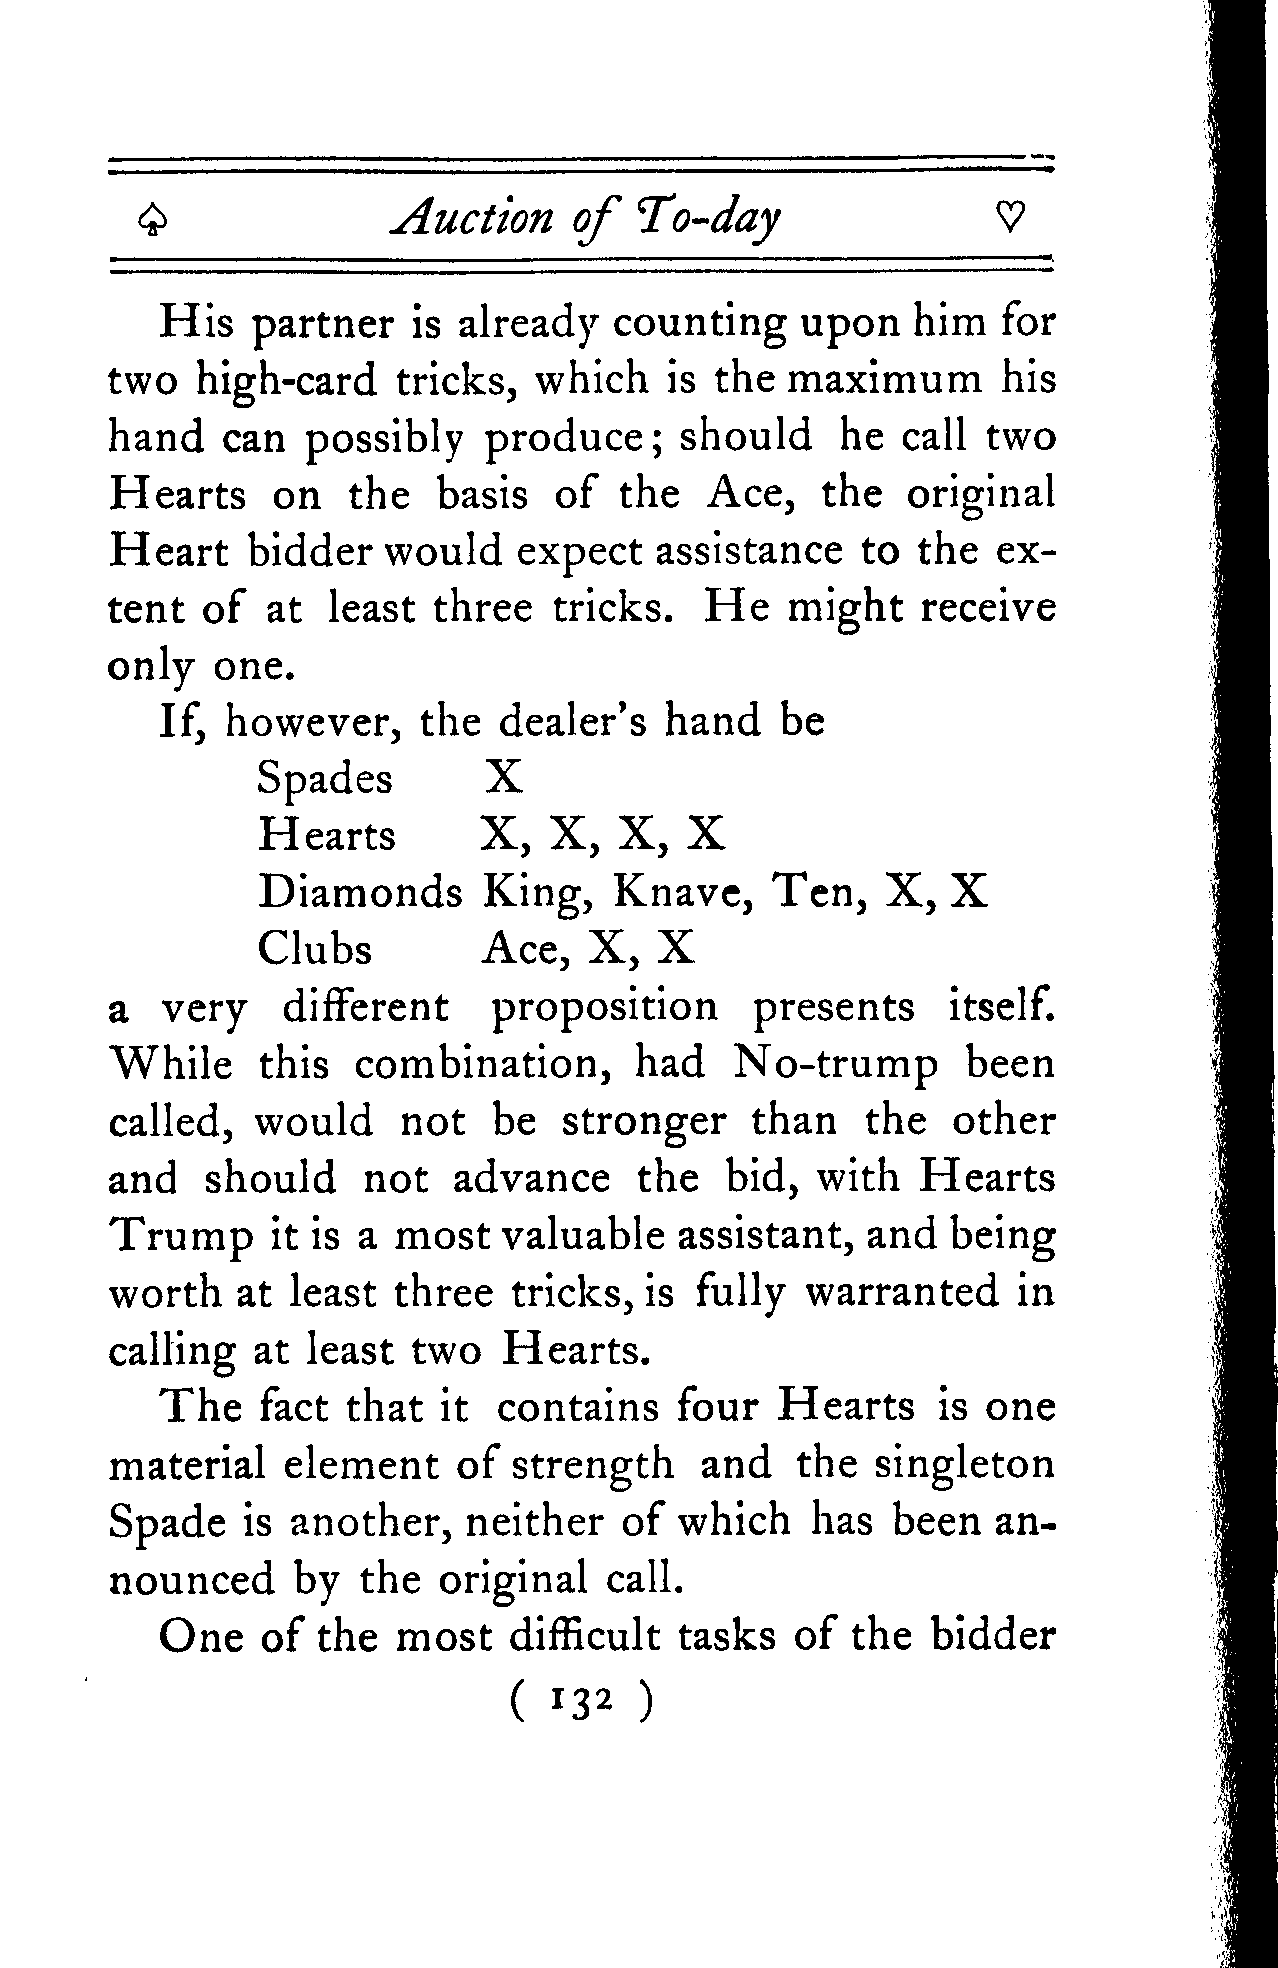 ♤ Auction of To-day ♡
His partner is already counting upon him for
two high-card tricks, which is the maximum his
hand can possibly produce; should he call two
Hearts on the basis of the Ace, the original
Heart bidder would expect assistance to the ex-
tent of at least three tricks. He might receive
only one.
If, however, the dealer's hand be
Spades X
Hearts X, X, X, X
Diamonds King, Knave, Ten, X, X
Clubs Ace, X, X
a very different proposition presents itself.
While this combination, had No-trump been
called, would not be stronger than the other
and should not advance the bid, with Hearts
Trump it is a most valuable assistant, and being
worth at least three tricks, is fully warranted in
calling at least two Hearts.
The fact that it contains four Hearts is one
material element of strength and the singleton
Spade is another, neither of which has been an-
nounced by the original call.
One of the most difficult tasks of the bidder
( 132 )